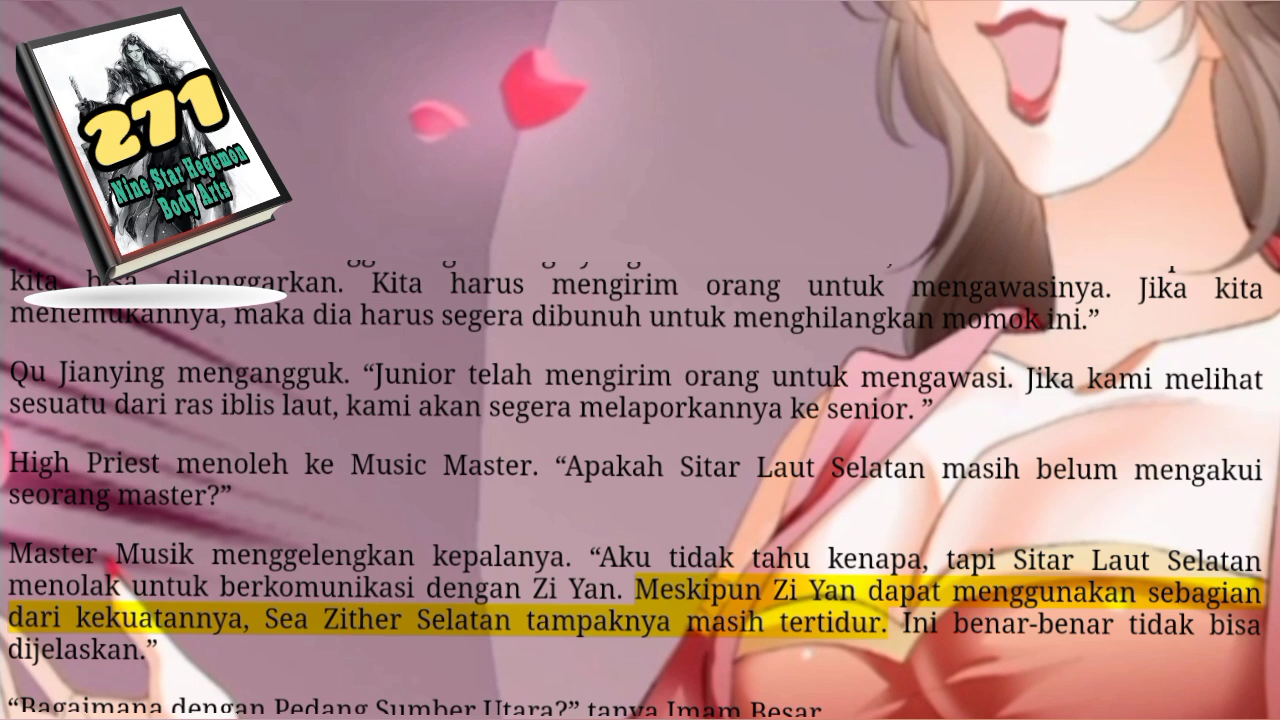 271
Nine Star Hegemon
Body Arts
kita bisa dilonggarkan. Kita harus mengirim orang untuk mengawasinya. Jika kita
menemukannya, maka dia harus segera dibunuh untuk menghilangkan momok ini.”
Qu Jianying mengangguk. “Junior telah mengirim orang untuk mengawasi. Jika kami melihat
sesuatu dari ras iblis laut, kami akan segera melaporkannya ke senior. ”
High Priest menoleh ke Music Master. “Apakah Sitar Laut Selatan masih belum mengakui
seorang master?”
Master Musik menggelengkan kepalanya. “Aku tidak tahu kenapa, tapi Sitar Laut Selatan
menolak untuk berkomunikasi dengan Zi Yan. Meskipun Zi Yan dapat menggunakan sebagian
dari kekuatannya, Sea Zither Selatan tampaknya masih tertidur. Ini benar-benar tidak bisa
dijelaskan.”
“Bagaimana dengan Pedang Sumber Utara?” tanya Imam Besar